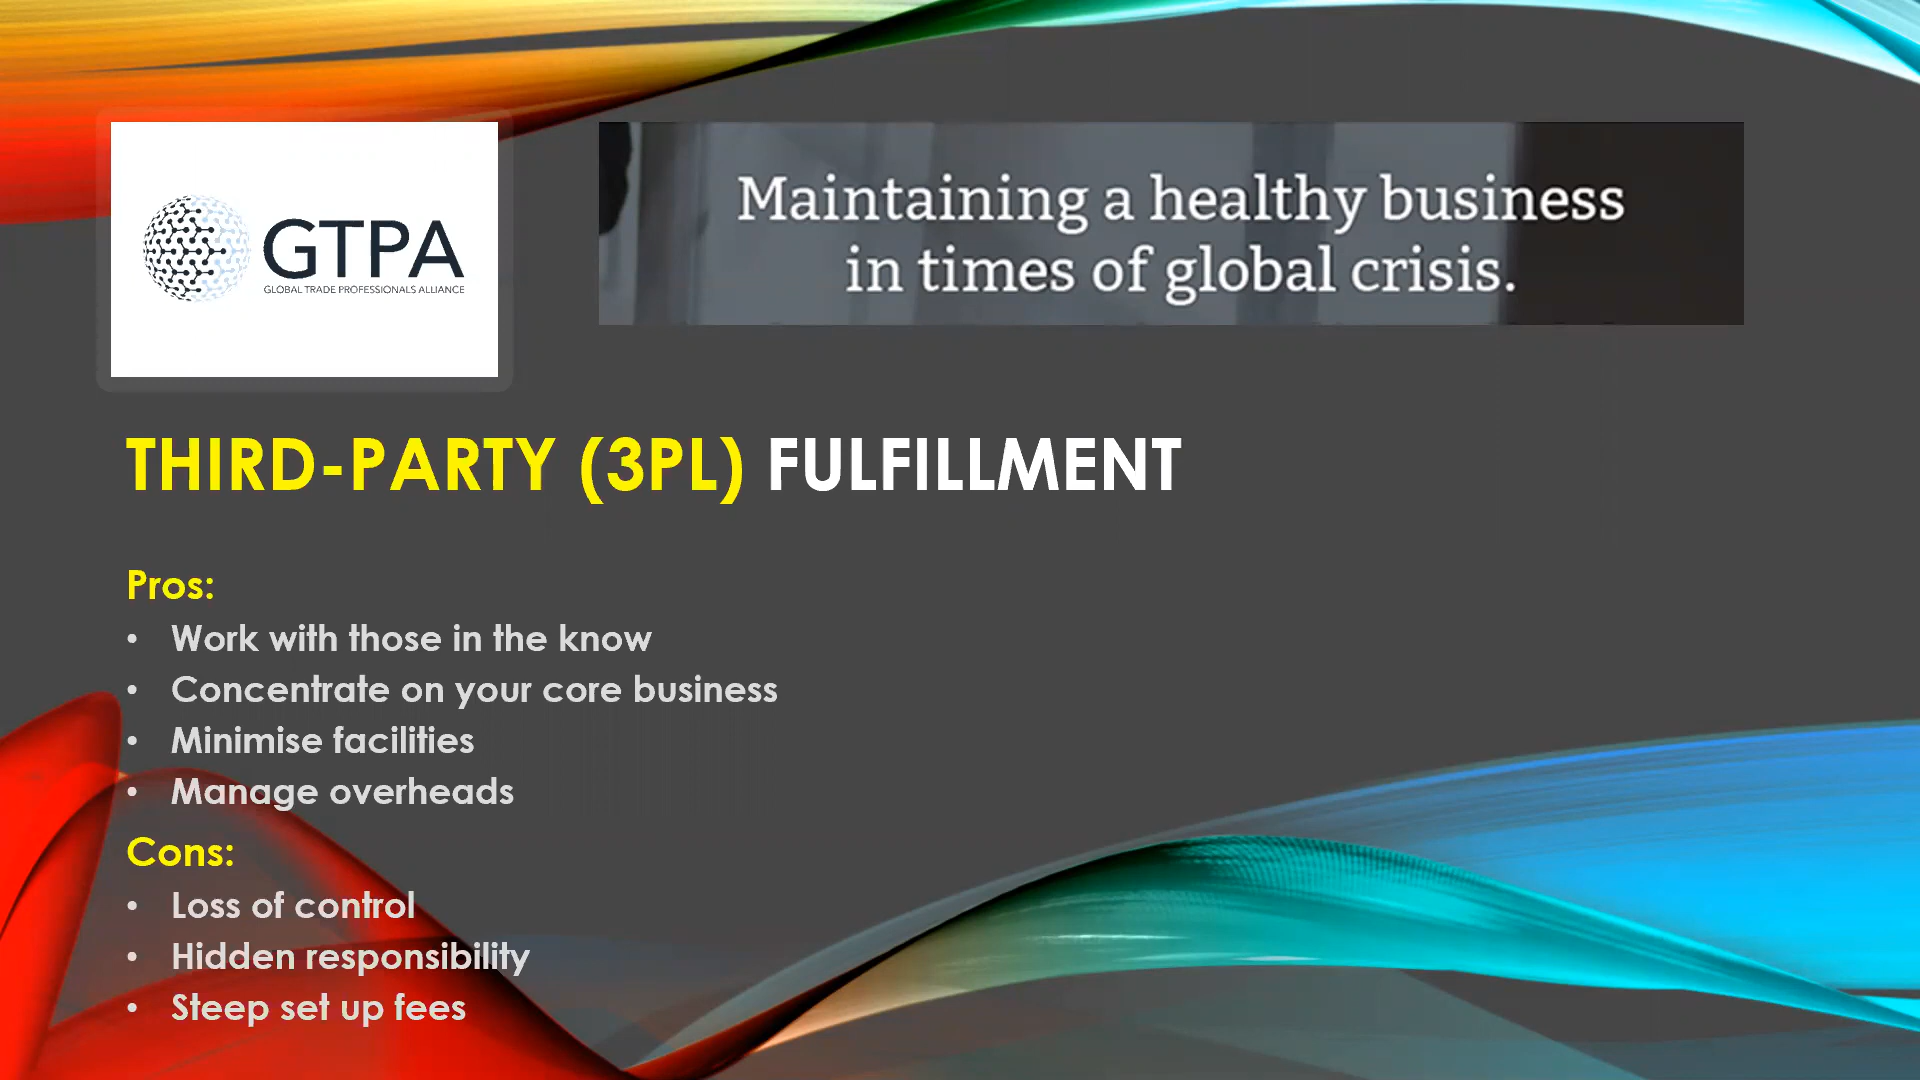 GTPA
GLOBAL TRADE PROFESSIONALS ALLIANCE
Maintaining a healthy business
in times of global crisis.
THIRD-PARTY (3PL) FULFILLMENT
Pros:
• Work with those in the know
• Concentrate on your core business
• Minimise facilities
• Manage overheads
Cons:
• Loss of control
• Hidden responsibility
• Steep set up fees